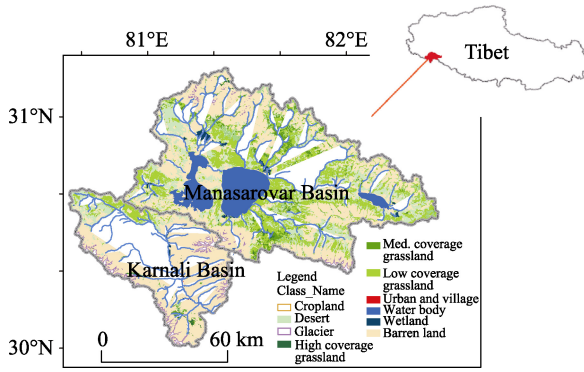 81°E
82°E
Tibet
31°N
Manasarovar Basin
Karnali Basin
30°N
0
60 km
Legend
Class_Name
Cropland
Desert
Glacier
High coverage
grassland
Med. coverage
grassland
Low coverage
grassland
Urban and village
Water body
Wetland
Barren land